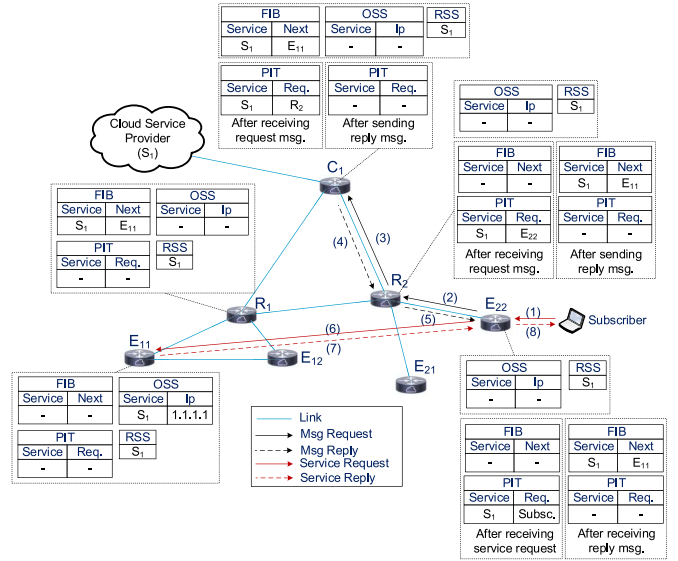 FIB OSS RSS
Service Next Service Ip S1
S1 E11 - -
PIT PIT
Service Req. Service Req.
S1 R2 - -
After receiving request msg. After sending reply msg.
OSS RSS
Service Ip S1
- -
FIB FIB
Service Next Service Next
- - S1 E11
PIT PIT
Service Req. Service Req.
S1 E22 - -
After receiving request msg. After sending reply msg.
Cloud Service
Provider
(S1)
C1
FIB OSS
Service Next Service Ip
S1 E11 - -
PIT RSS
Service Req. S1
- -
(4) (3)
R1
R2
(2)
(5)
E22
(1)
(8)
Subscriber
(6)
(7)
E11
E12
E21
FIB OSS
Service Next Service Ip
- - S1 1.1.1.1
PIT RSS
Service Req. S1
- -
Link
Msg Request
Msg Reply
Service Request
Service Reply
OSS RSS
Service Ip S1
- -
FIB FIB
Service Next Service Next
- - S1 E11
PIT PIT
Service Req. Service Req.
S1 Subsc. - -
After receiving service request After receiving reply msg.